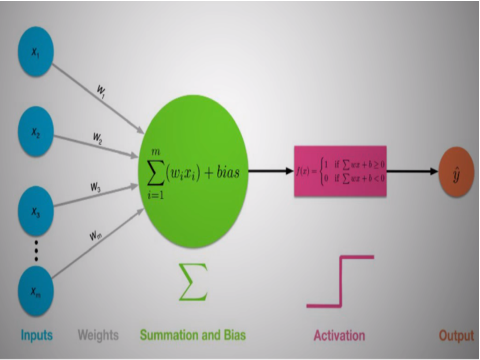 x₁
w₁
x₂
w₂
x₃
w₃
xₘ
wₘ
m
∑(wᵢxᵢ) + bias
i=1
f(x) = {1 if ∑wx + b ≥ 0
0 if ∑wx + b < 0
ŷ
∑
Inputs Weights Summation and Bias Activation Output